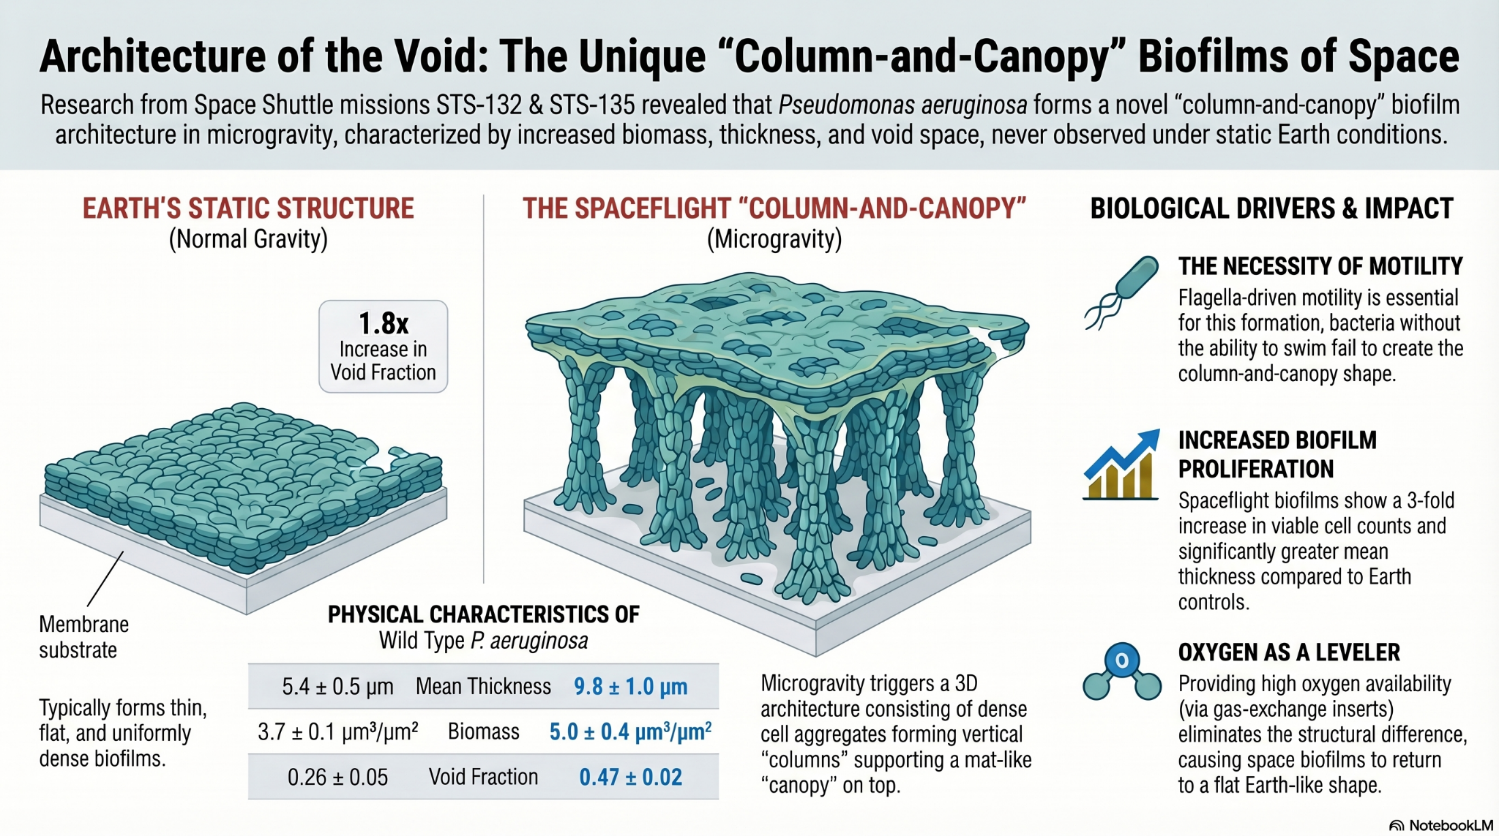 Architecture of the Void: The Unique “Column-and-Canopy” Biofilms of Space
Research from Space Shuttle missions STS-132 & STS-135 revealed that Pseudomonas aeruginosa forms a novel “column-and-canopy” biofilm
architecture in microgravity, characterized by increased biomass, thickness, and void space, never observed under static Earth conditions.
EARTH’S STATIC STRUCTURE
(Normal Gravity)
1.8x
Increase in
Void Fraction
Membrane
substrate
Typically forms thin,
flat, and uniformly
dense biofilms.
THE SPACEFLIGHT “COLUMN-AND-CANOPY”
(Microgravity)
PHYSICAL CHARACTERISTICS OF
Wild Type P. aeruginosa
5.4 ± 0.5 µm Mean Thickness 9.8 ± 1.0 µm
3.7 ± 0.1 µm³/µm² Biomass 5.0 ± 0.4 µm³/µm²
0.26 ± 0.05 Void Fraction 0.47 ± 0.02
Microgravity triggers a 3D
architecture consisting of dense
cell aggregates forming vertical
“columns” supporting a mat-like
“canopy” on top.
BIOLOGICAL DRIVERS & IMPACT
THE NECESSITY OF MOTILITY
Flagella-driven motility is essential
for this formation, bacteria without
the ability to swim fail to create the
column-and-canopy shape.
INCREASED BIOFILM
PROLIFERATION
Spaceflight biofilms show a 3-fold
increase in viable cell counts and
significantly greater mean
thickness compared to Earth
controls.
O
OXYGEN AS A LEVELER
Providing high oxygen availability
(via gas-exchange inserts)
eliminates the structural difference,
causing space biofilms to return
to a flat Earth-like shape.
NotebookLM